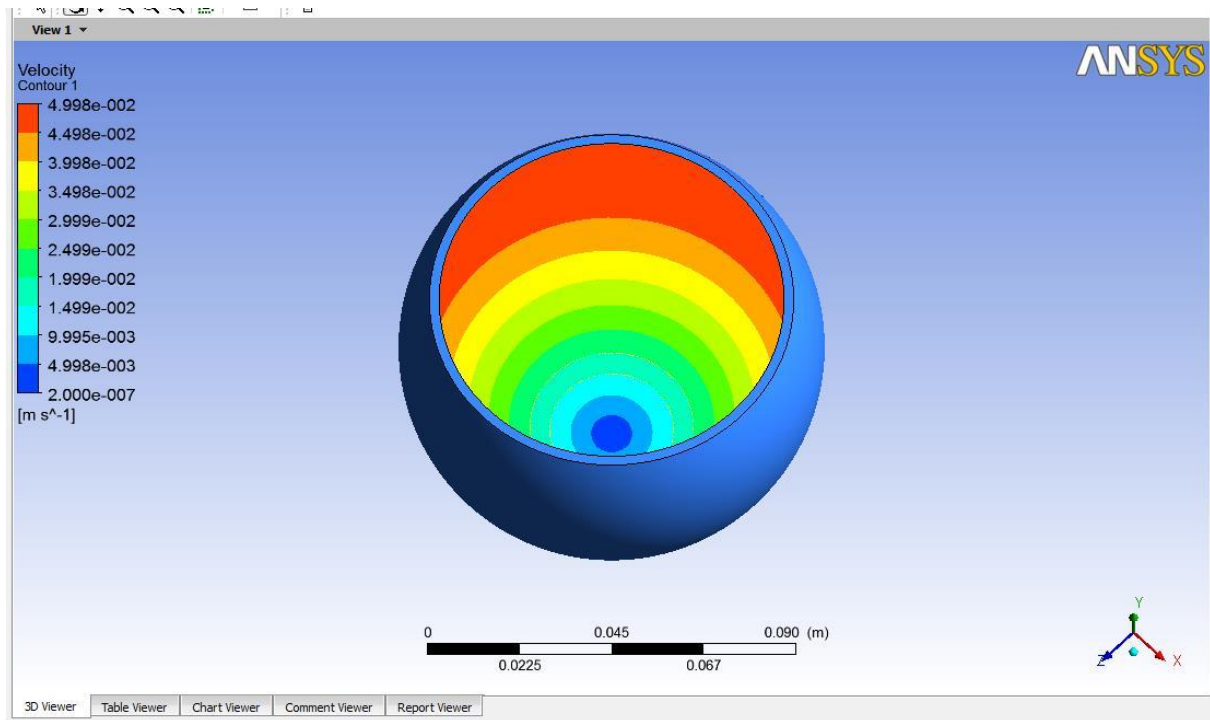 View 1
ANSYS
Velocity
Contour 1
4.998e-002
4.498e-002
3.998e-002
3.498e-002
2.999e-002
2.499e-002
1.999e-002
1.499e-002
9.995e-003
4.998e-003
2.000e-007
[m s^-1]
0 0.045 0.090 (m)
0.0225 0.067
Y
Z X
3D Viewer Table Viewer Chart Viewer Comment Viewer Report Viewer